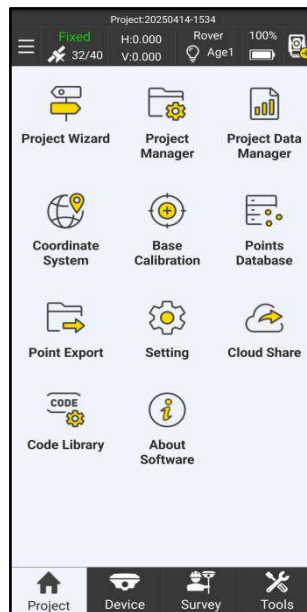 Project:20250414-1534
Fixed
32/40
H:0.000
V:0.000
Rover
Age1
100%
Project Wizard
Project
Manager
Project Data
Manager
Coordinate
System
Base
Calibration
Points
Database
Point Export
Setting
Cloud Share
CODE
Code Library
i
About
Software
Project
Device
Survey
Tools